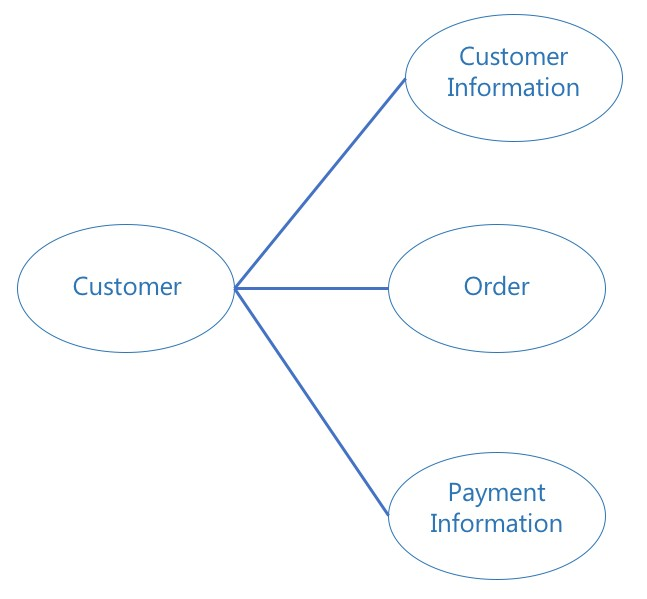 Customer
Information
Customer
Order
Payment
Information